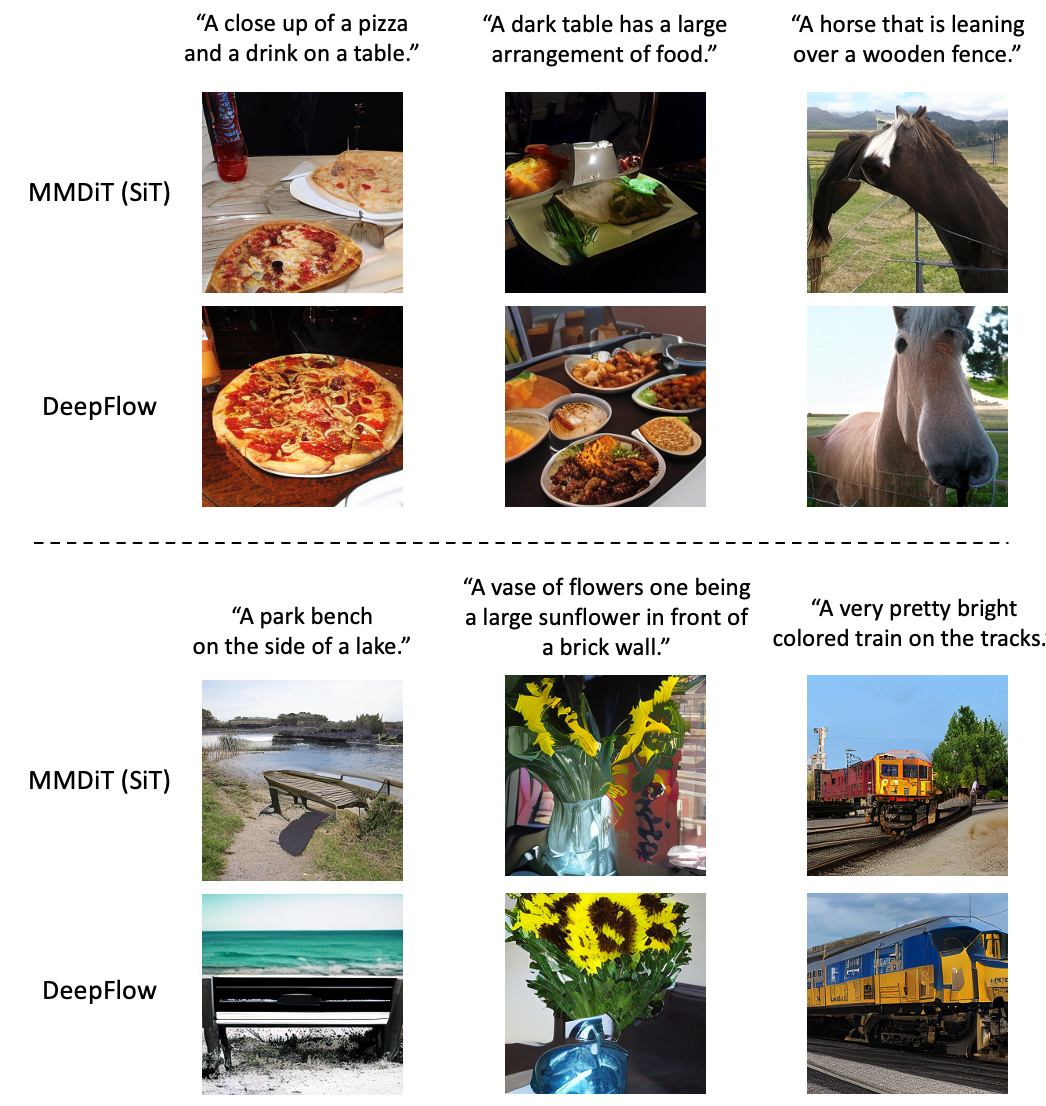 “A close up of a pizza
and a drink on a table.”
“A dark table has a large
arrangement of food.”
“A horse that is leaning
over a wooden fence.”
MMDiT (SiT)
DeepFlow
“A park bench
on the side of a lake.”
“A vase of flowers one being
a large sunflower in front of
a brick wall.”
“A very pretty bright
colored train on the tracks.”
MMDiT (SiT)
DeepFlow